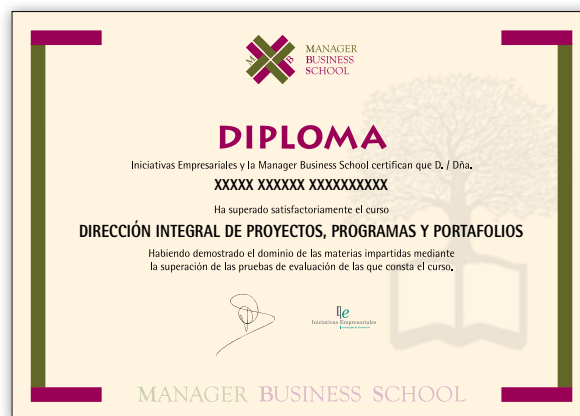 M B
MANAGER
BUSINESS
SCHOOL
DIPLOMA
Iniciativas Empresariales y la Manager Business School certifican que D. / Dña.
XXXXX XXXXXX XXXXXXXXXX
Ha superado satisfactoriamente el curso
DIRECCIÓN INTEGRAL DE PROYECTOS, PROGRAMAS Y PORTAFOLIOS
Habiendo demostrado el dominio de las materias impartidas mediante
la superación de las pruebas de evaluación de las que consta el curso.
Iniciativas Empresariales
MANAGER BUSINESS SCHOOL